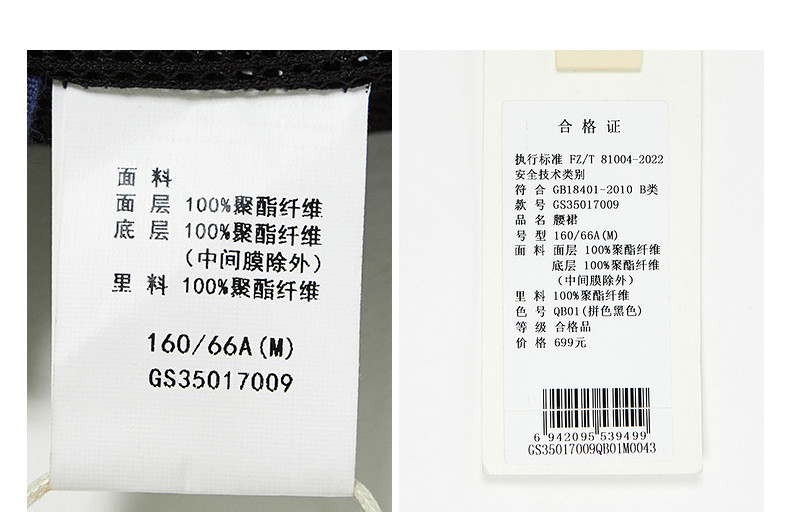 面 料
面 层 100%聚酯纤维
底 层 100%聚酯纤维
(中间膜除外)
里 料 100%聚酯纤维
160/66A(M)
GS35017009
合 格 证
执行标准 FZ/T 81004-2022
安全技术类别
符 合 GB18401-2010 B类
款 号 GS35017009
品 名 腰裙
号 型 160/66A(M)
面 料 面层 100%聚酯纤维
底层 100%聚酯纤维
(中间膜除外)
里 料 100%聚酯纤维
色 号 QB01(拼色黑色)
等 级 合格品
价 格 699元
6 942095 539499
GS35017009QB01M0043